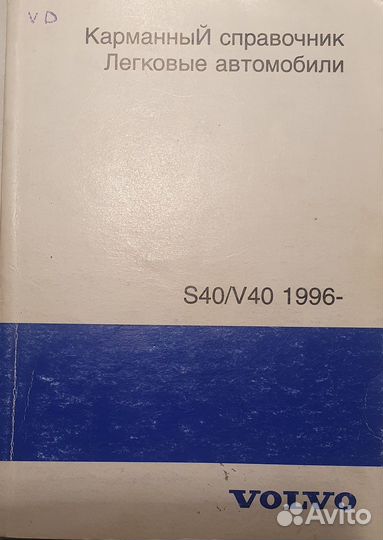 VD
КарманныЙ справочник
Легковые автомобили
S40/V40 1996-
VOLVO
Avito